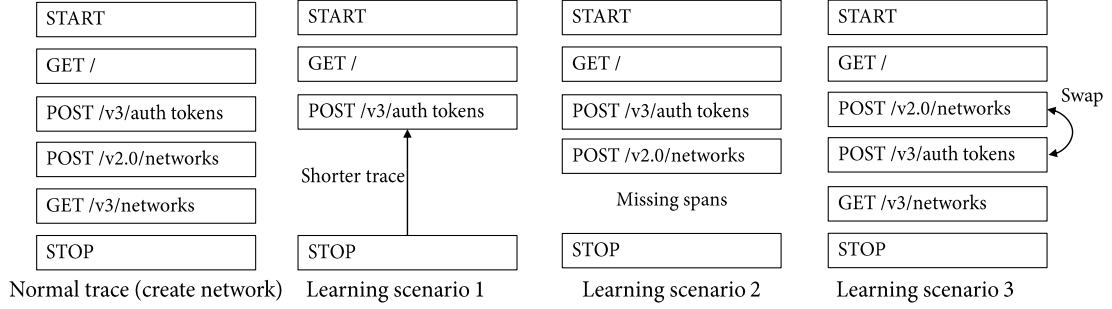 START
GET /
POST /v3/auth tokens
POST /v2.0/networks
GET /v3/networks
STOP
Normal trace (create network)
START
GET /
POST /v3/auth tokens
Shorter trace
STOP
Learning scenario 1
START
GET /
POST /v3/auth tokens
POST /v2.0/networks
Missing spans
STOP
Learning scenario 2
START
GET /
POST /v2.0/networks
Swap
POST /v3/auth tokens
GET /v3/networks
STOP
Learning scenario 3